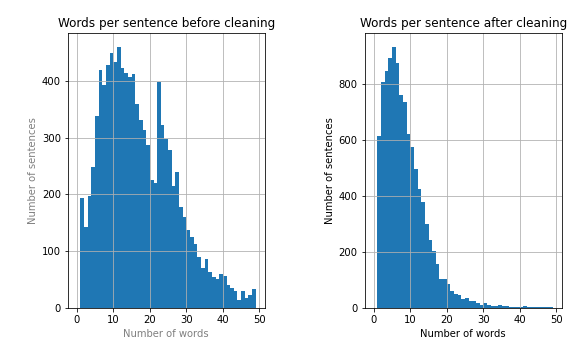 Words per sentence before cleaning
Number of sentences
400
300
200
100
0
0 10 20 30 40 50
Number of words
Words per sentence after cleaning
Number of sentences
800
600
400
200
0
0 10 20 30 40 50
Number of words